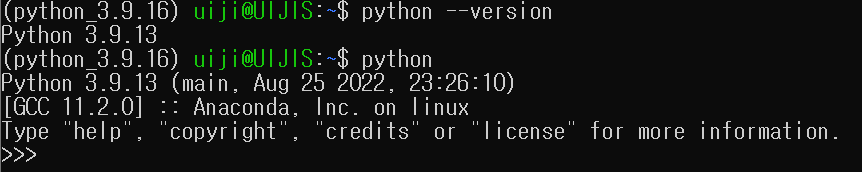 (python_3.9.16) uiji@UIJIS:~$ python --version
Python 3.9.13
(python_3.9.16) uiji@UIJIS:~$ python
Python 3.9.13 (main, Aug 25 2022, 23:26:10)
[GCC 11.2.0] :: Anaconda, Inc. on linux
Type "help", "copyright", "credits" or "license" for more information.
>>>